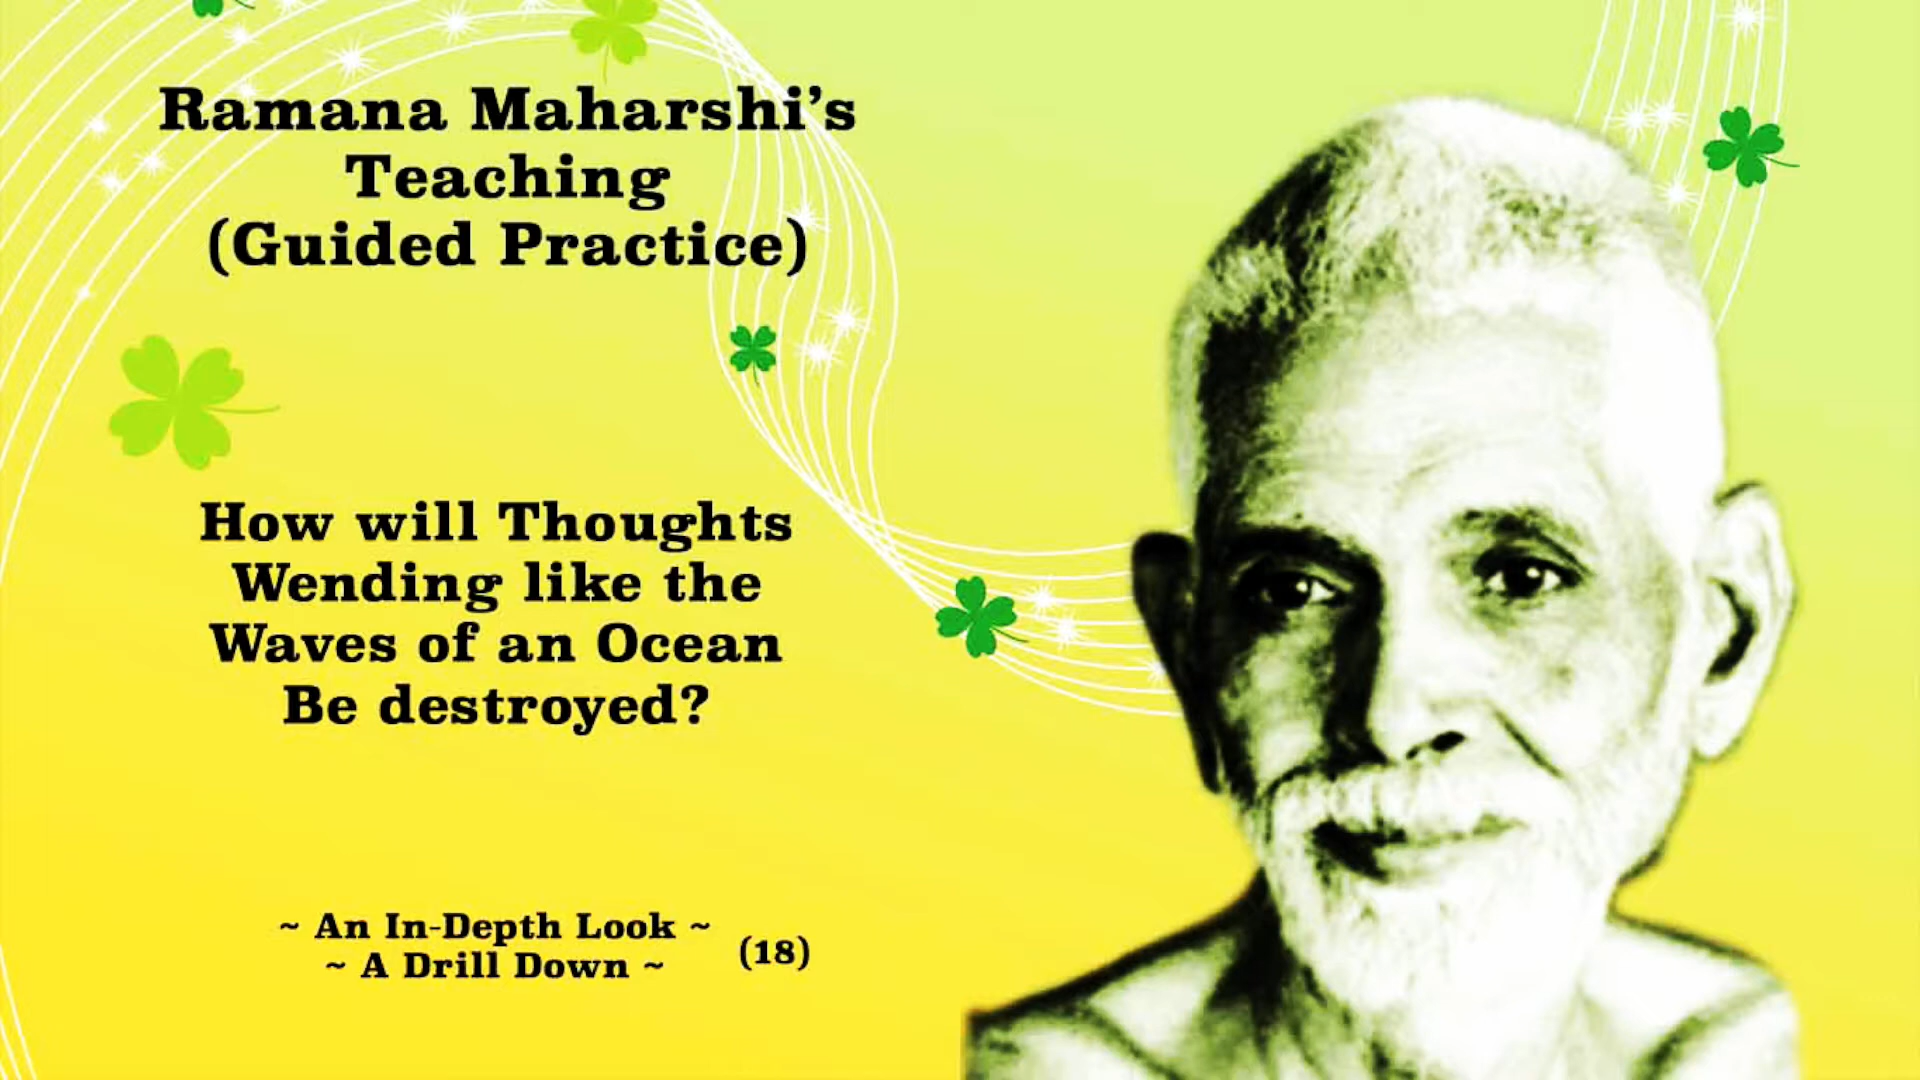 Ramana Maharshi’s
Teaching
(Guided Practice)
How will Thoughts
Wending like the
Waves of an Ocean
Be destroyed?
~ An In-Depth Look ~
~ A Drill Down ~
(18)